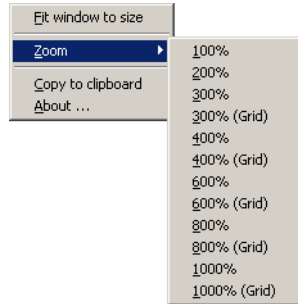 Fit window to size
Zoom
Copy to clipboard
About ...
100%
200%
300%
300% (Grid)
400%
400% (Grid)
600%
600% (Grid)
800%
800% (Grid)
1000%
1000% (Grid)